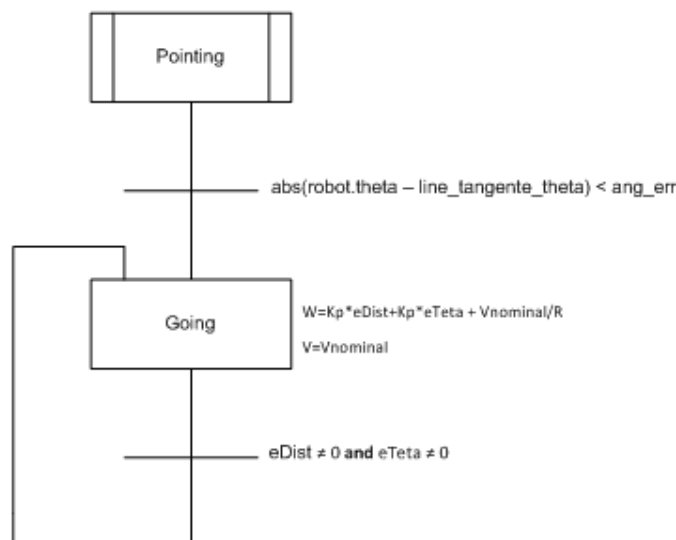 Pointing
abs(robot.theta – line_tangente_theta) < ang_err
Going
W=Kp*eDist+Kp*eTeta + Vnominal/R
V=Vnominal
eDist ≠ 0 and eTeta ≠ 0